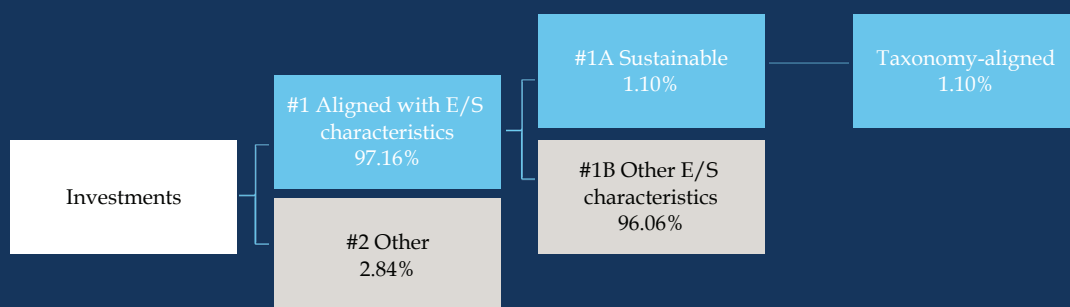 Investments
#1 Aligned with E/S
characteristics
97.16%
#2 Other
2.84%
#1A Sustainable
1.10%
#1B Other E/S
characteristics
96.06%
Taxonomy-aligned
1.10%